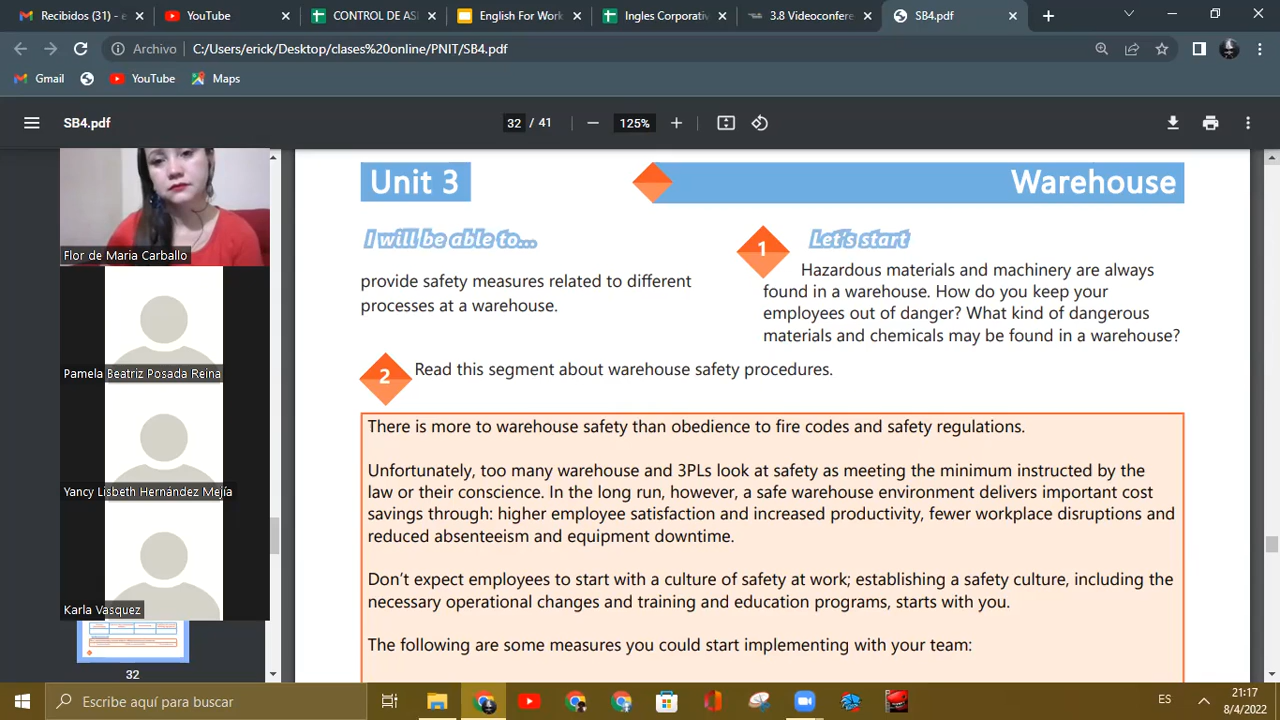 Recibidos (31) - e
YouTube
CONTROL DE AS
English For Work
Ingles Corporativ
3.8 Videoconfere
SB4.pdf
Archivo
C:/Users/erick/Desktop/clases%20online/PNIT/SB4.pdf
Gmail
YouTube
Maps
SB4.pdf
32 / 41
125%
Flor de Maria Carballo
Pamela Beatriz Posada Reina
Yancy Lisbeth Hernández Mejía
Karla Vasquez
32
Unit 3
Warehouse
I will be able to...
provide safety measures related to different
processes at a warehouse.
1
Let's start
Hazardous materials and machinery are always
found in a warehouse. How do you keep your
employees out of danger? What kind of dangerous
materials and chemicals may be found in a warehouse?
2
Read this segment about warehouse safety procedures.
There is more to warehouse safety than obedience to fire codes and safety regulations.
Unfortunately, too many warehouse and 3PLs look at safety as meeting the minimum instructed by the
law or their conscience. In the long run, however, a safe warehouse environment delivers important cost
savings through: higher employee satisfaction and increased productivity, fewer workplace disruptions and
reduced absenteeism and equipment downtime.
Don't expect employees to start with a culture of safety at work; establishing a safety culture, including the
necessary operational changes and training and education programs, starts with you.
The following are some measures you could start implementing with your team:
Escribe aquí para buscar
ES
21:17
8/4/2022